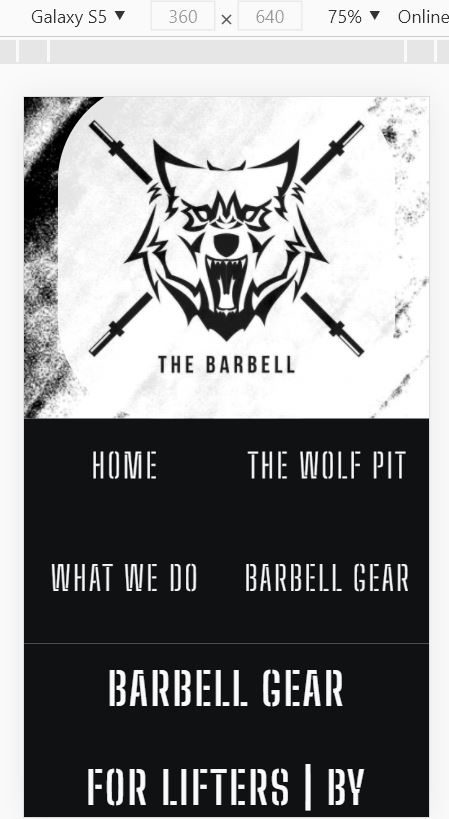 Galaxy S5 ▼ 360 × 640 75% ▼ Online
THE BARBELL
HOME THE WOLF PIT
WHAT WE DO BARBELL GEAR
BARBELL GEAR
FOR LIFTERS | BY